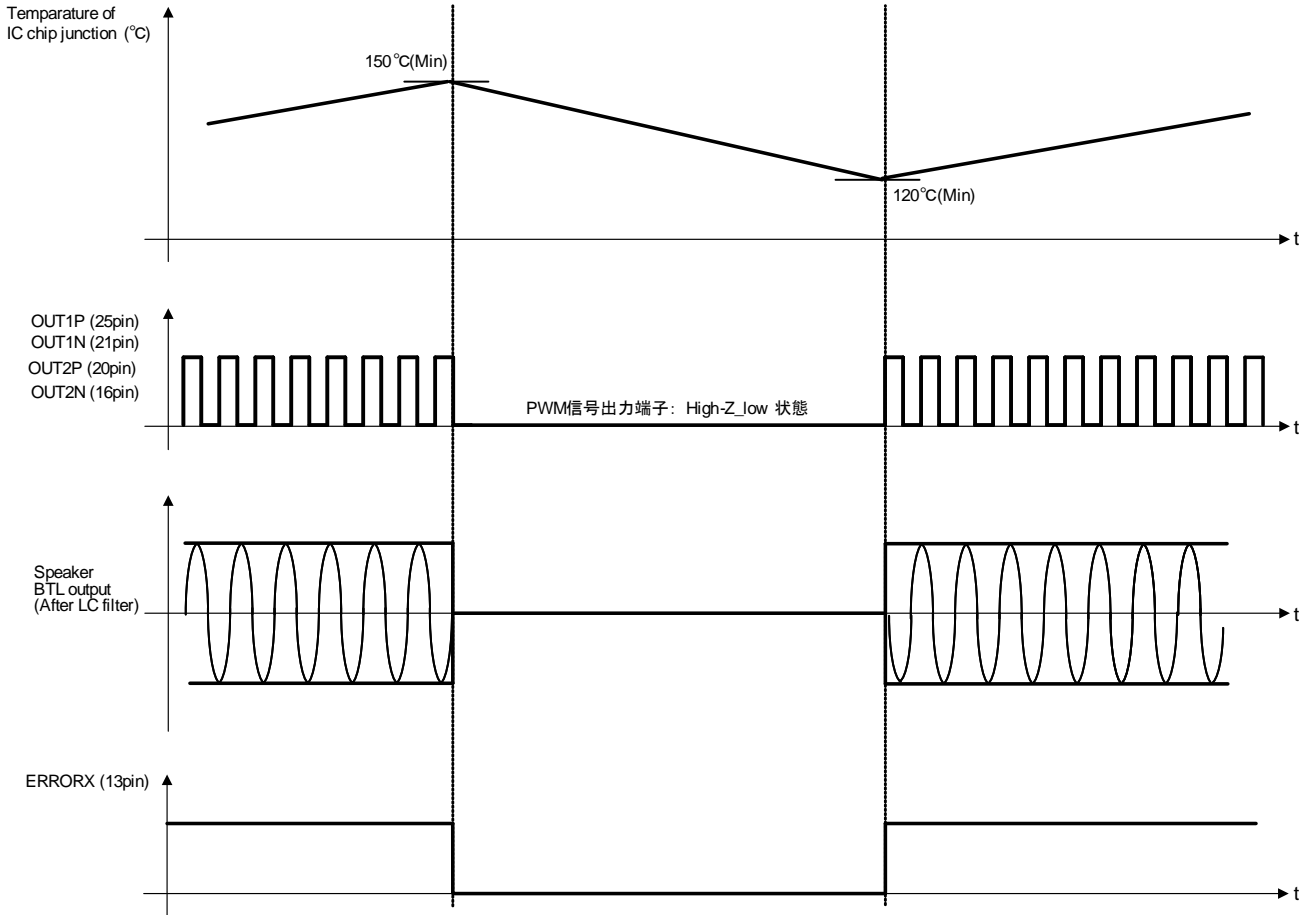 Temparature of
IC chip junction (°C)
150°C(Min)
120°C(Min)
t
OUT1P (25pin)
OUT1N (21pin)
OUT2P (20pin)
OUT2N (16pin)
PWM信号出力端子: High-Z_low 状態
t
Speaker
BTL output
(After LC filter)
t
ERRORX (13pin)
t